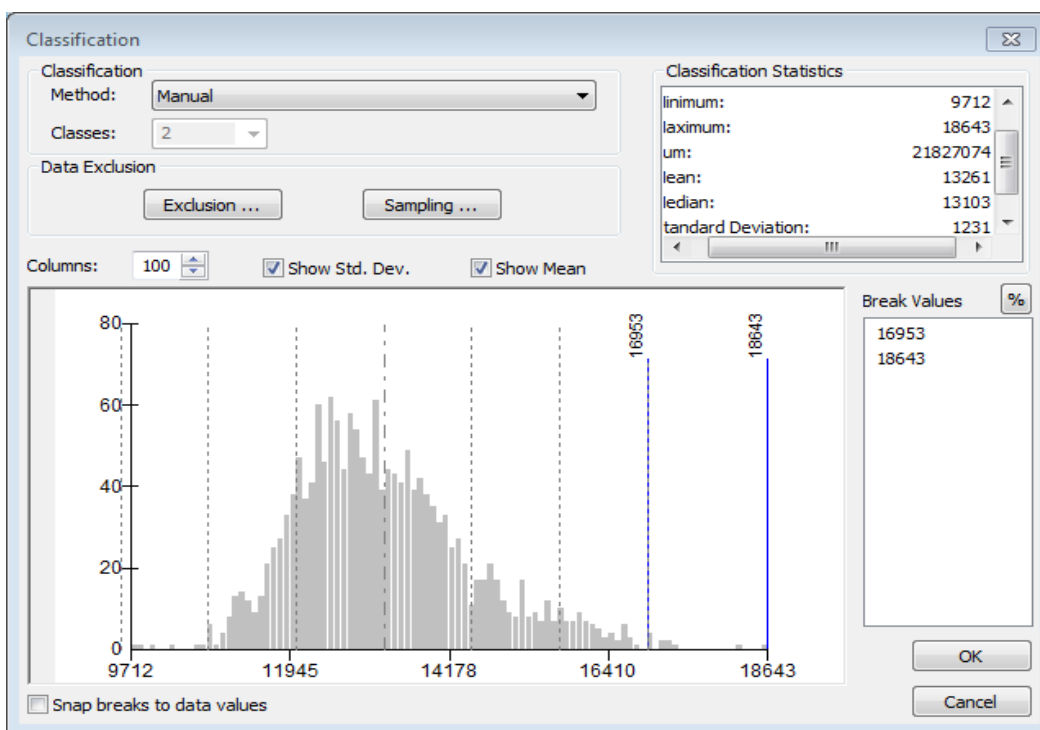 Classification
Classification
Method: Manual
Classes: 2
Data Exclusion
Exclusion ...
Sampling ...
Classification Statistics
linimum: 9712
laximum: 18643
um: 21827074
lean: 13261
ledian: 13103
tandard Deviation: 1231
Columns: 100
Show Std. Dev.
Show Mean
Break Values
%
16953
18643
80
60
40
20
0
16953
18643
9712 11945 14178 16410 18643
OK
Snap breaks to data values
Cancel